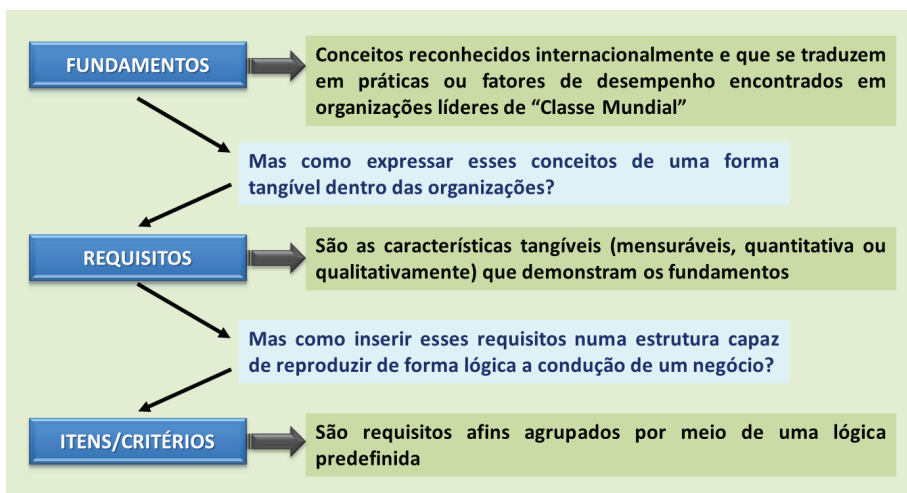 FUNDAMENTOS
Conceitos reconhecidos internacionalmente e que se traduzem
em práticas ou fatores de desempenho encontrados em
organizações líderes de “Classe Mundial”
Mas como expressar esses conceitos de uma forma
tangível dentro das organizações?
REQUISITOS
São as características tangíveis (mensuráveis, quantitativa ou
qualitativamente) que demonstram os fundamentos
Mas como inserir esses requisitos numa estrutura capaz
de reproduzir de forma lógica a condução de um negócio?
ITENS/CRITÉRIOS
São requisitos afins agrupados por meio de uma lógica
predefinida